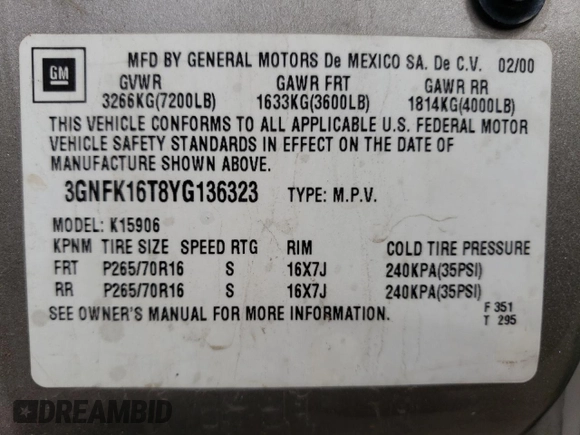 GM
MFD BY GENERAL MOTORS De MEXICO SA. De C.V. 02/00
GVWR GAWR FRT GAWR RR
3266KG(7200LB) 1633KG(3600LB) 1814KG(4000LB)
THIS VEHICLE CONFORMS TO ALL APPLICABLE U.S. FEDERAL MOTOR
VEHICLE SAFETY STANDARDS IN EFFECT ON THE DATE OF
MANUFACTURE SHOWN ABOVE.
3GNFK16T8YG136323 TYPE: M.P.V.
MODEL: K15906
KPNM TIRE SIZE SPEED RTG RIM COLD TIRE PRESSURE
FRT P265/70R16 S 16X7J 240KPA(35PSI)
RR P265/70R16 S 16X7J 240KPA(35PSI)
SEE OWNER'S MANUAL FOR MORE INFORMATION.
F 351
T 295
DREAMBID